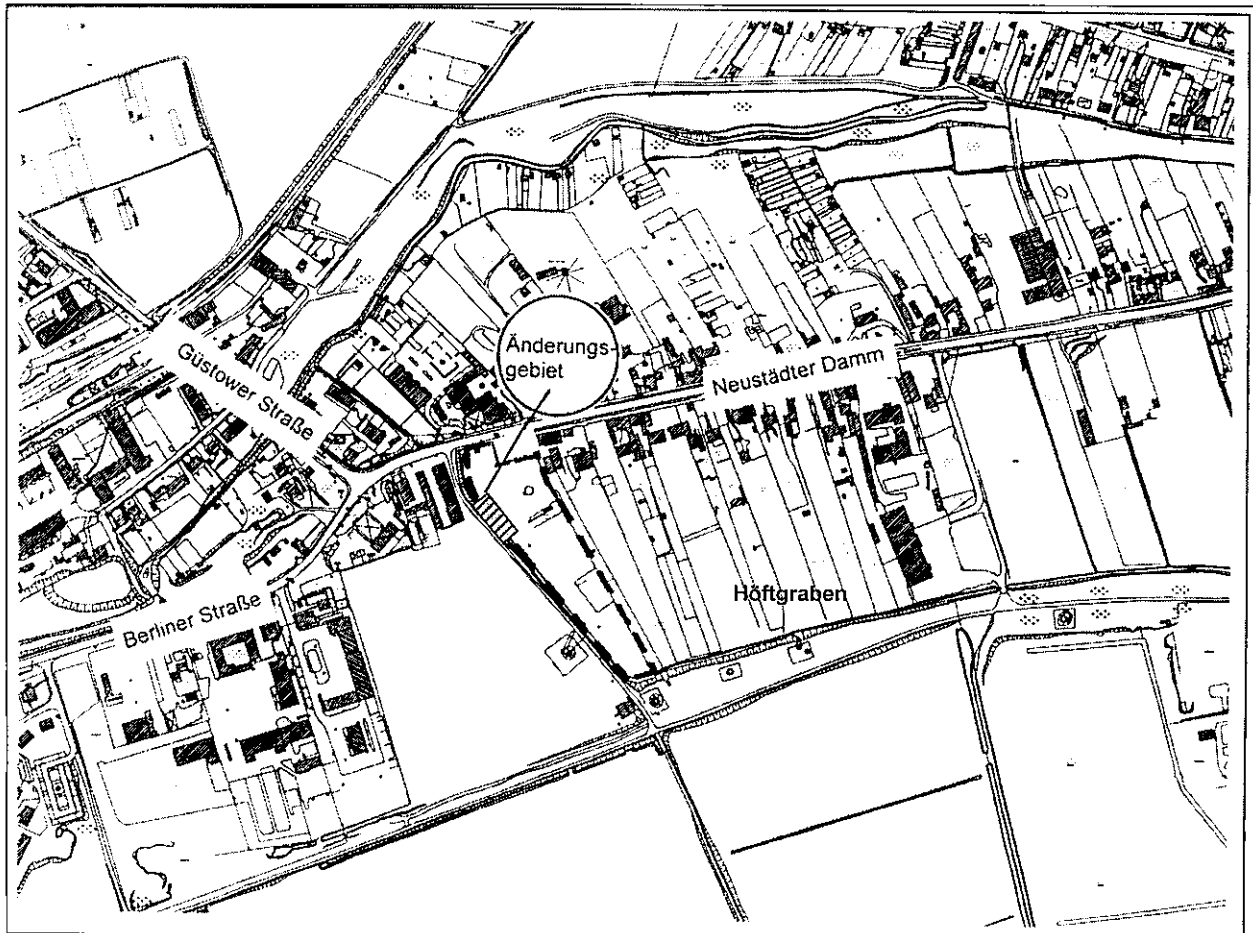 Güstower Straße
Änderungs-
gebiet
Neustädter Damm
Höftgraben
Berliner Straße